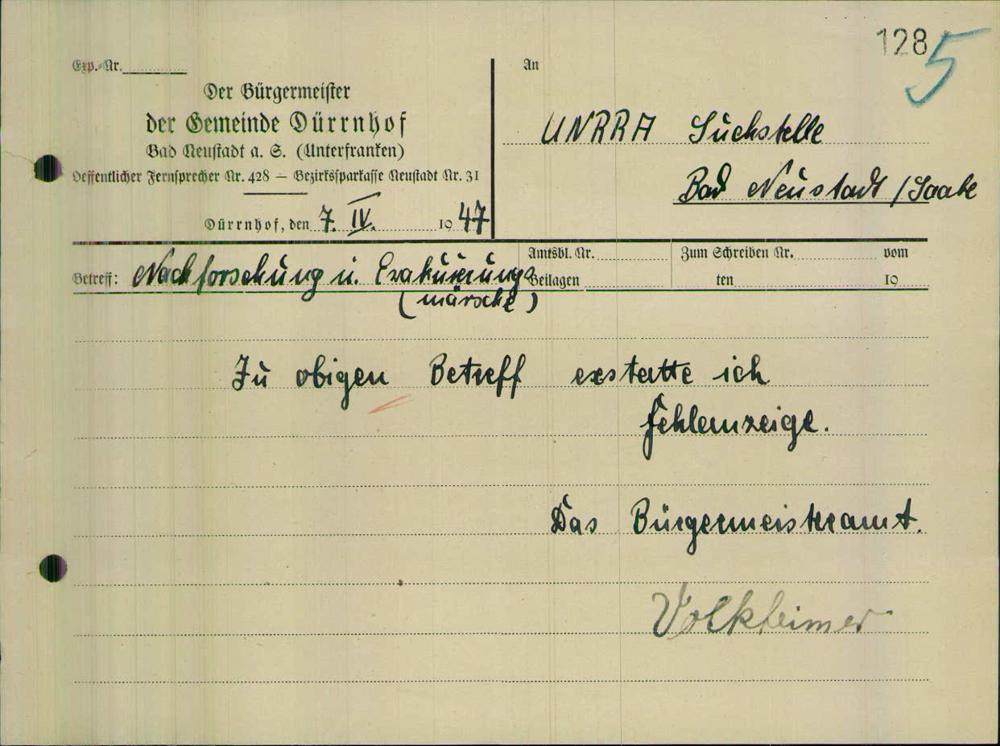 128
5
Exp.-Nr.
Der Bürgermeister
der Gemeinde Dürrnhof
Bad Neustadt a. S. (Unterfranken)
Oeffentlicher Fernsprecher Nr. 428 — Bezirkssparkasse Neustadt Nr. 31
Dürrnhof, den 7. IV. 1947
An
UNRRA Suchstelle
Bad Neustadt/Saale
Betreff: Nachforschung ü. Evakuierungs
(märsche)
Amtsbl. Nr.
Beilagen
Zum Schreiben Nr. vom
ten 19
Zu obigen Betreff erstatte ich
Fehlanzeige.
Das Bürgermeisteramt.
Volkheimer